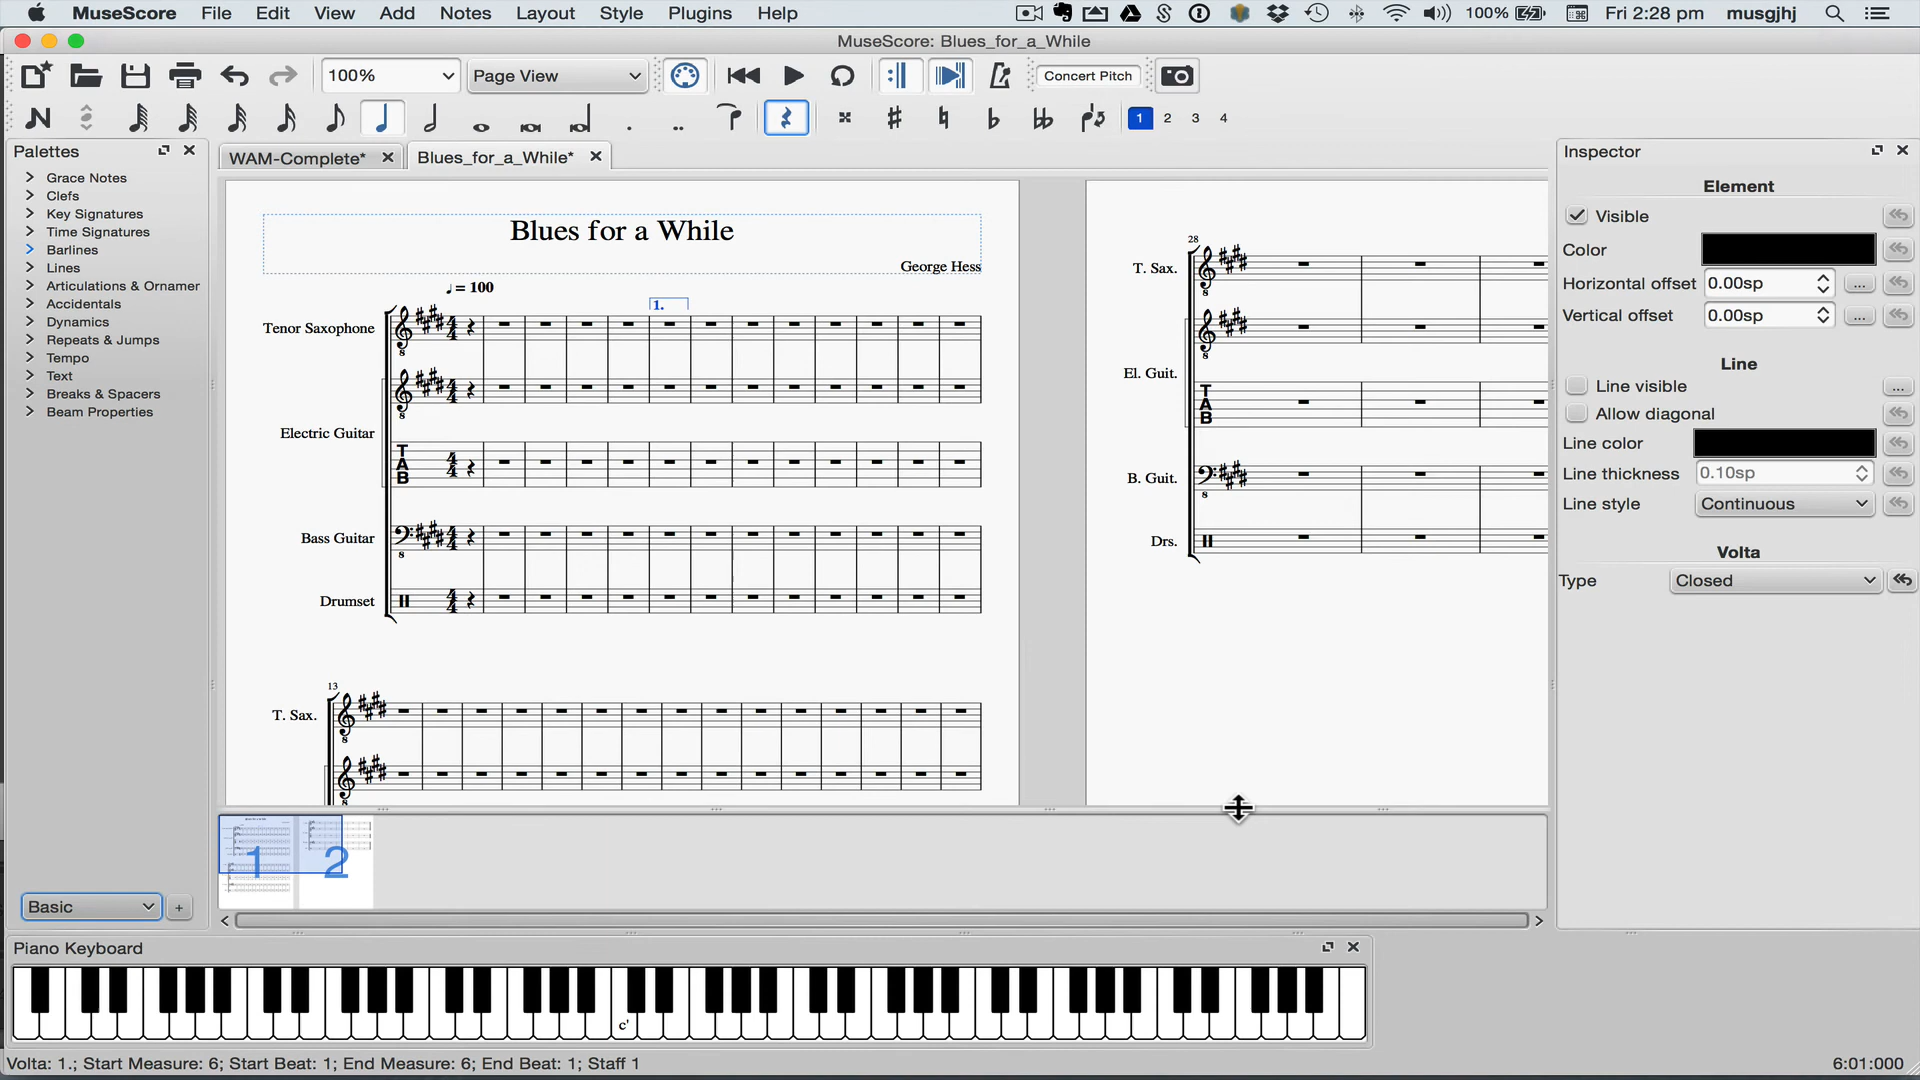 MuseScore File Edit View Add Notes Layout Style Plugins Help 100% Fri 2:28 pm musgjhj
MuseScore: Blues_for_a_While
100% Page View Concert Pitch
1 2 3 4
Palettes
Grace Notes
Clefs
Key Signatures
Time Signatures
Barlines
Lines
Articulations & Ornamer
Accidentals
Dynamics
Repeats & Jumps
Tempo
Text
Breaks & Spacers
Beam Properties
Basic +
WAM-Complete* Blues_for_a_While*
Blues for a While
George Hess
= 100
1.
Tenor Saxophone
Electric Guitar
TAB
Bass Guitar
Drumset
13
T. Sax.
28
T. Sax.
El. Guit.
TAB
B. Guit.
Drs.
1 2
Inspector
Element
Visible
Color
Horizontal offset 0.00sp ...
Vertical offset 0.00sp ...
Line
Line visible ...
Allow diagonal
Line color
Line thickness 0.10sp
Line style Continuous
Volta
Type Closed
Piano Keyboard
c'
Volta: 1.; Start Measure: 6; Start Beat: 1; End Measure: 6; End Beat: 1; Staff 1 6:01:000